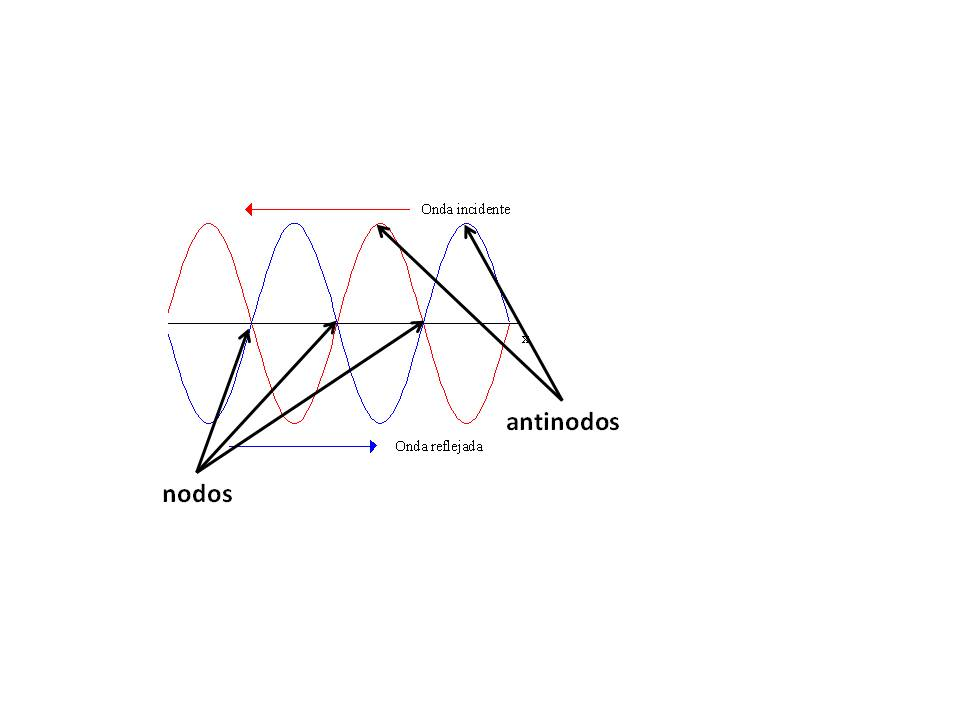 Onda incidente
x
antinodos
Onda reflejada
nodos